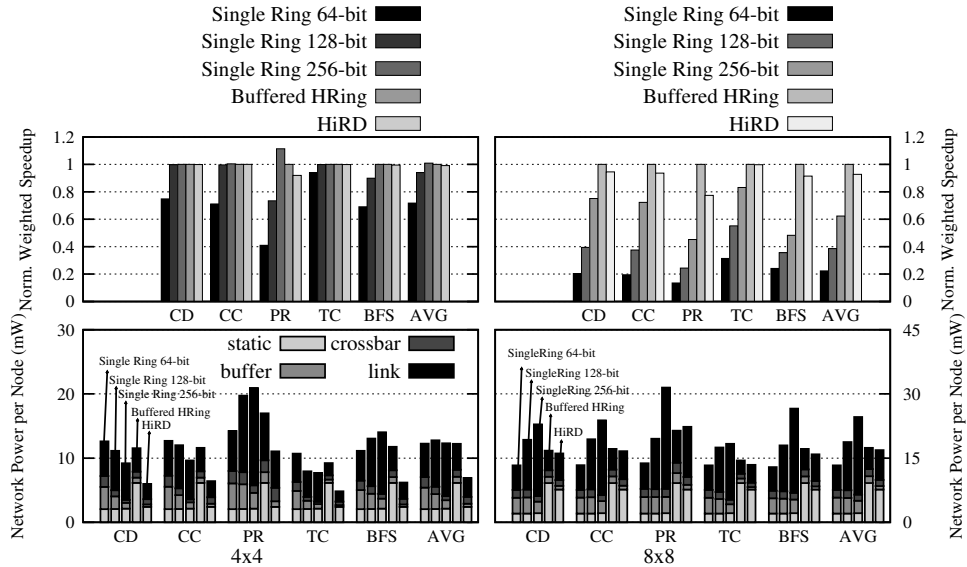 Single Ring 64-bit
Single Ring 128-bit
Single Ring 256-bit
Buffered HRing
HiRD
Single Ring 64-bit
Single Ring 128-bit
Single Ring 256-bit
Buffered HRing
HiRD
Norm. Weighted Speedup
1.2
1
0.8
0.6
0.4
0.2
0
CD CC PR TC BFS AVG
CD CC PR TC BFS AVG
1.2
1
0.8
0.6
0.4
0.2
0
Norm. Weighted Speedup
Network Power per Node (mW)
30
20
10
0
static crossbar
buffer link
Single Ring 64-bit
Single Ring 128-bit
Single Ring 256-bit
Buffered HRing
HiRD
CD CC PR TC BFS AVG
4x4
SingleRing 64-bit
SingleRing 128-bit
SingleRing 256-bit
Buffered HRing
HiRD
CD CC PR TC BFS AVG
8x8
45
30
15
0
Network Power per Node (mW)